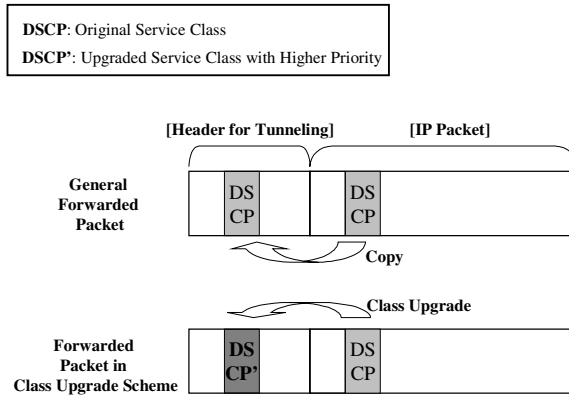 DSCP: Original Service Class
DSCP’: Upgraded Service Class with Higher Priority
[Header for Tunneling] [IP Packet]
General
Forwarded
Packet
DS
CP
DS
CP
Copy
Class Upgrade
Forwarded
Packet in
Class Upgrade Scheme
DS
CP’
DS
CP